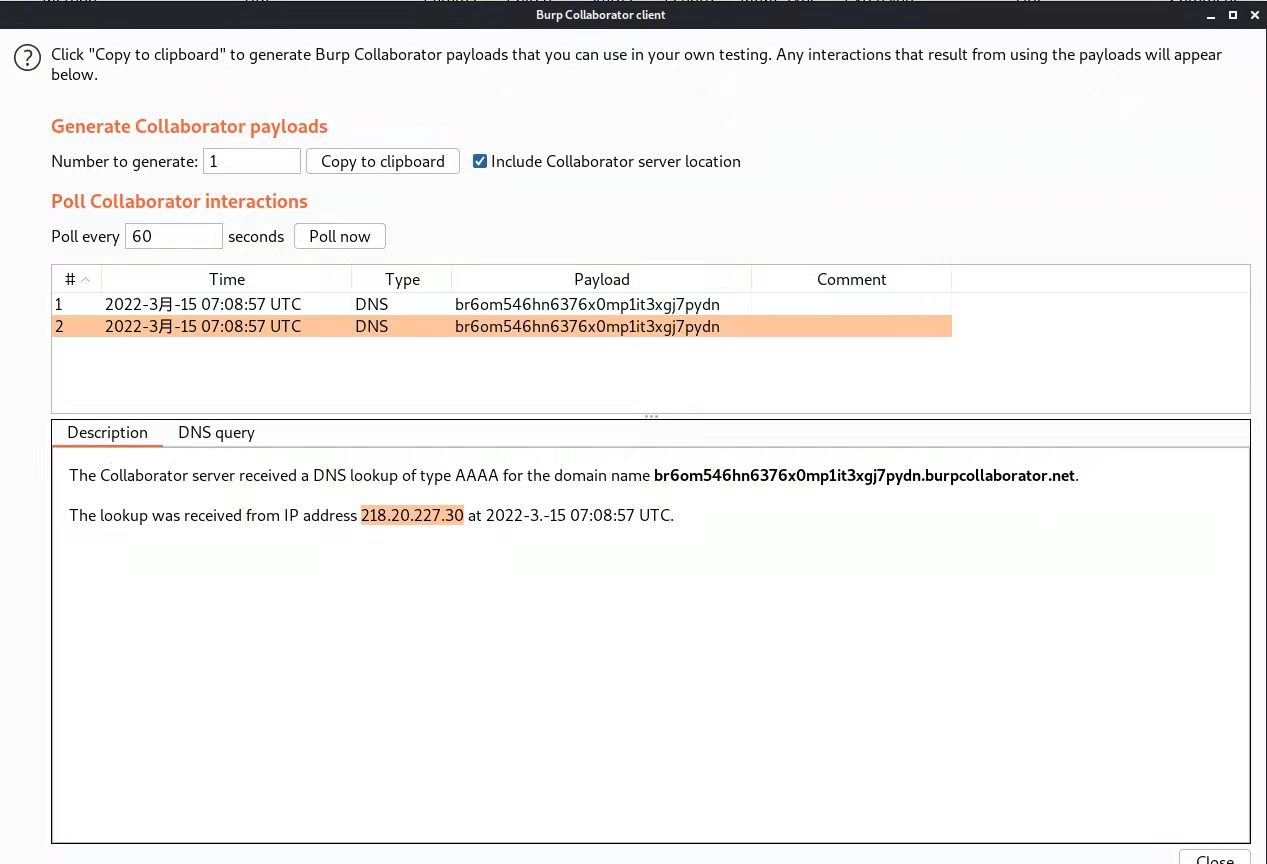 Burp Collaborator client
Click "Copy to clipboard" to generate Burp Collaborator payloads that you can use in your own testing. Any interactions that result from using the payloads will appear
below.
Generate Collaborator payloads
Number to generate: 1 Copy to clipboard Include Collaborator server location
Poll Collaborator interactions
Poll every 60 seconds Poll now
# Time Type Payload Comment
1 2022-3月-15 07:08:57 UTC DNS br6om546hn6376x0mp1it3xgj7pydn
2 2022-3月-15 07:08:57 UTC DNS br6om546hn6376x0mp1it3xgj7pydn
Description DNS query
The Collaborator server received a DNS lookup of type AAAA for the domain name br6om546hn6376x0mp1it3xgj7pydn.burpcollaborator.net.
The lookup was received from IP address 218.20.227.30 at 2022-3.-15 07:08:57 UTC.
Close